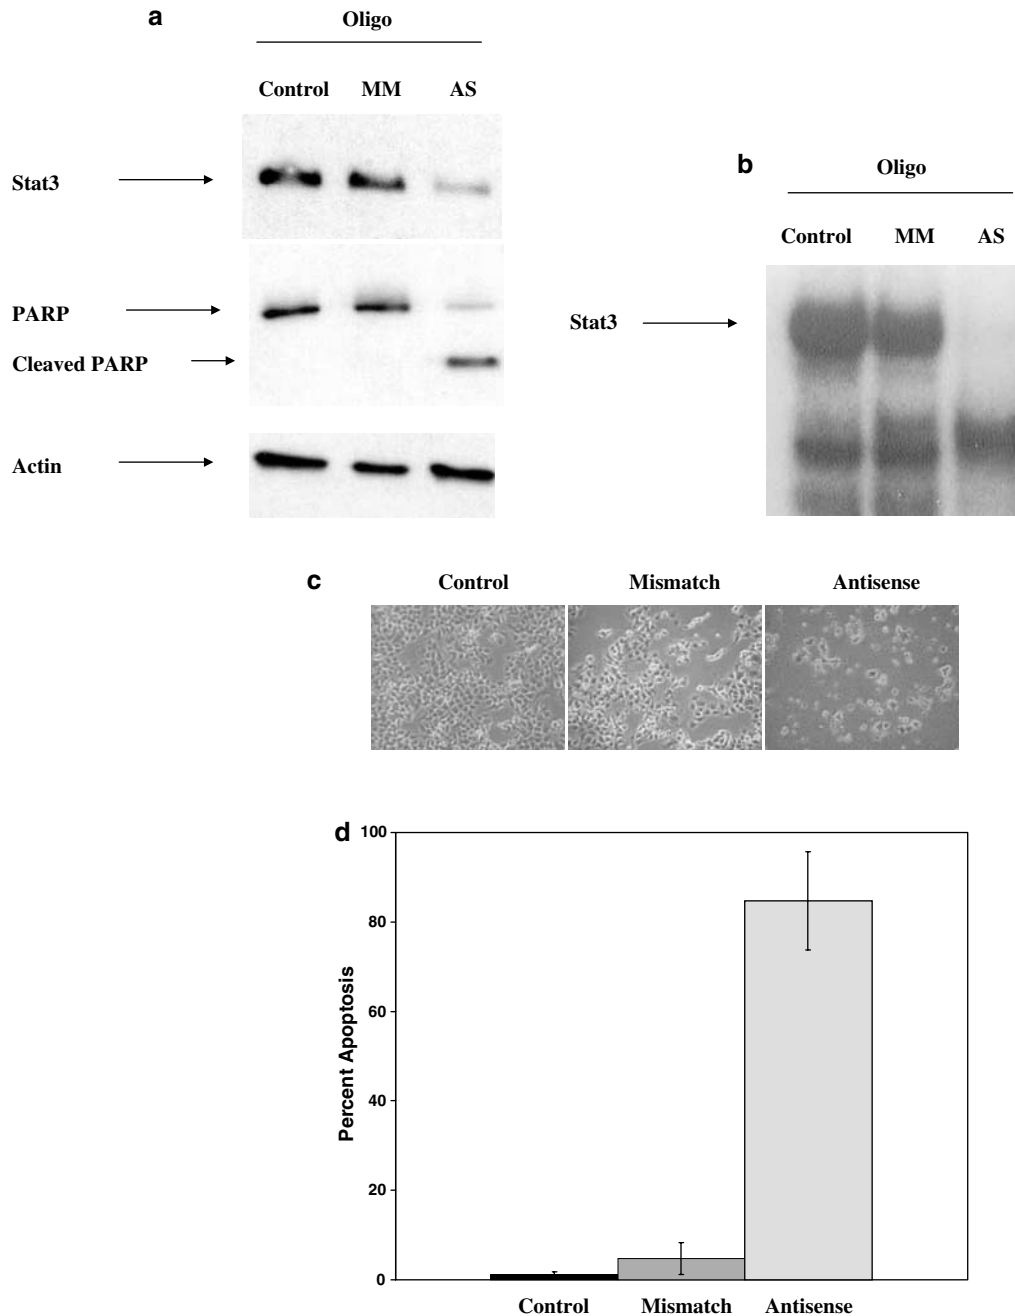 a
Oligo
Control MM AS
Stat3
PARP
Cleaved PARP
Actin
b
Oligo
Control MM AS
Stat3
c
Control Mismatch Antisense
d
100
80
60
40
20
0
Percent Apoptosis
Control Mismatch Antisense